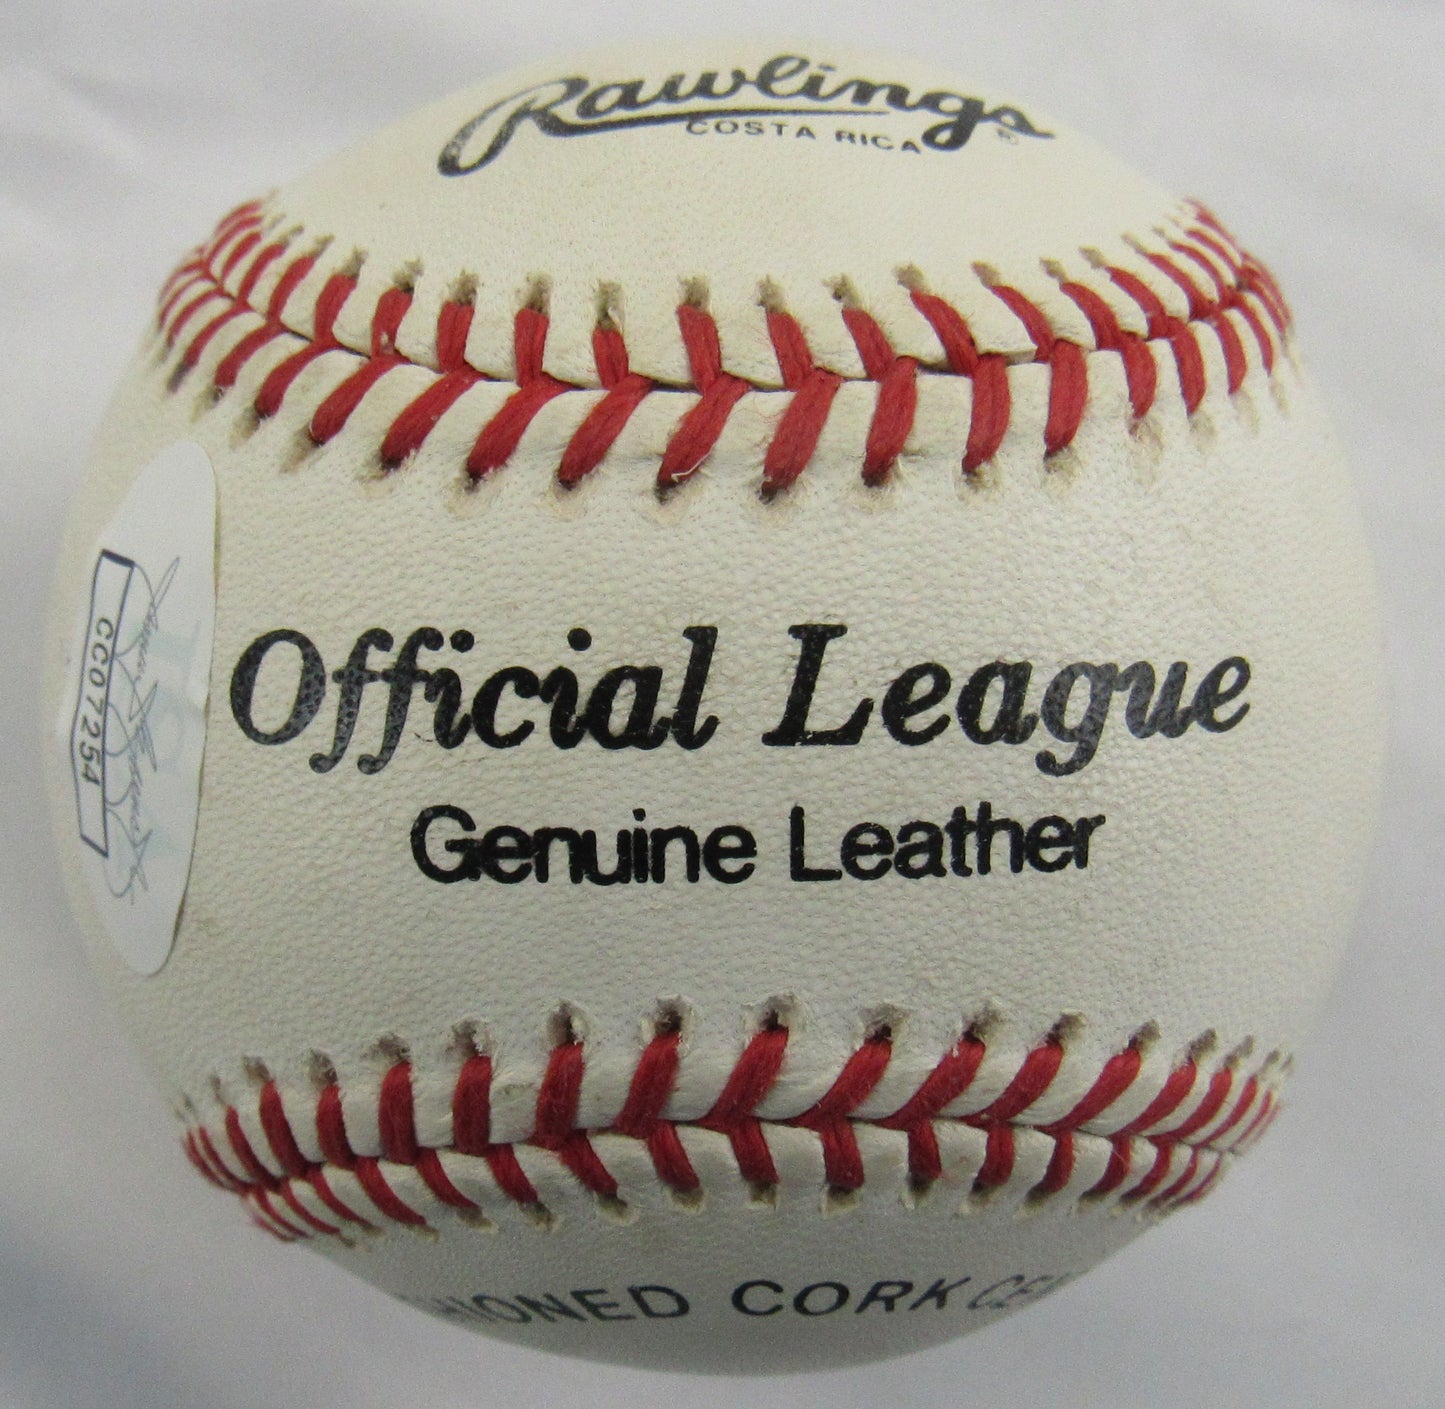 Rawlings®
COSTA RICA
Official League
Genuine Leather
CORK
CC07254